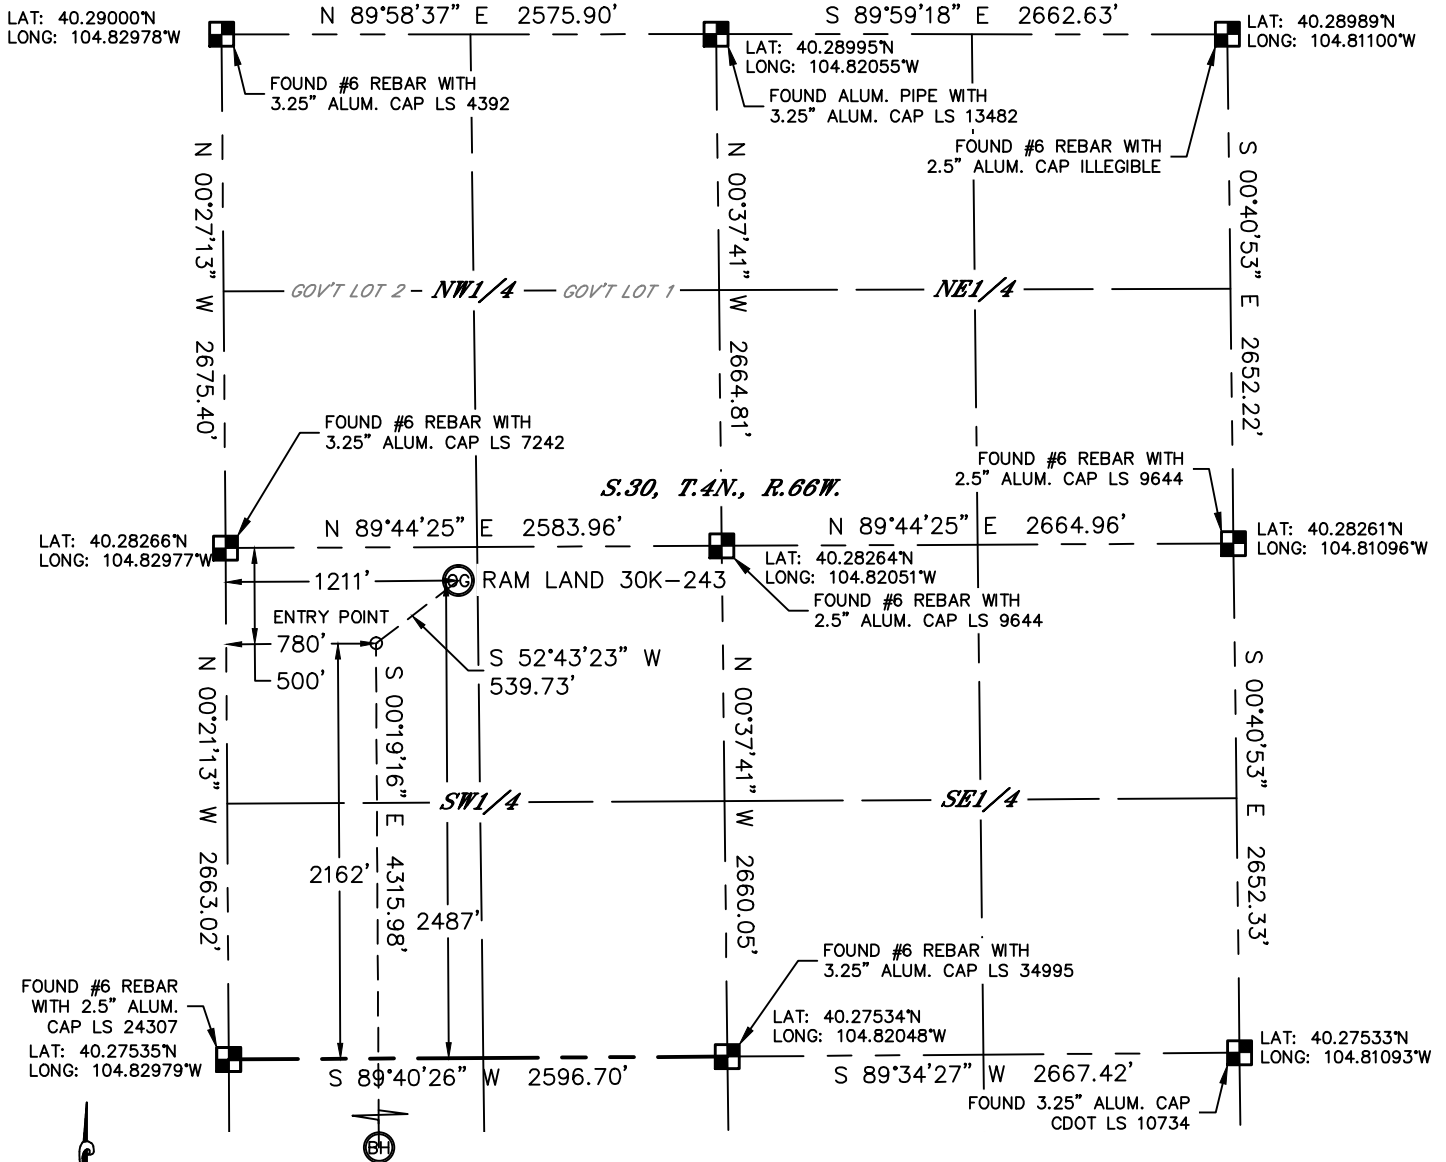 LAT: 40.29000°N
LONG: 104.82978°W
N 89°58'37" E 2575.90'
S 89°59'18" E 2662.63'
LAT: 40.28989°N
LONG: 104.81100°W
LAT: 40.28995°N
LONG: 104.82055°W
FOUND #6 REBAR WITH
3.25" ALUM. CAP LS 4392
FOUND ALUM. PIPE WITH
3.25" ALUM. CAP LS 13482
FOUND #6 REBAR WITH
2.5" ALUM. CAP ILLEGIBLE
N 00°27'13" W 2675.40'
N 00°37'41" W 2664.81'
S 00°40'53" E 2652.22'
GOV'T LOT 2
NW1/4
GOV'T LOT 1
NE1/4
FOUND #6 REBAR WITH
3.25" ALUM. CAP LS 7242
FOUND #6 REBAR WITH
2.5" ALUM. CAP LS 9644
S.30, T.4N., R.66W.
N 89°44'25" E 2583.96'
N 89°44'25" E 2664.96'
LAT: 40.28266°N
LONG: 104.82977°W
LAT: 40.28261°N
LONG: 104.81096°W
LAT: 40.28264°N
LONG: 104.82051°W
1211'
OG
RAM LAND 30K-243
FOUND #6 REBAR WITH
2.5" ALUM. CAP LS 9644
ENTRY POINT
780'
500'
S 52°43'23" W
539.73'
N 00°21'13" W 2663.02'
S 00°19'16" E 4315.98'
N 00°37'41" W 2660.05'
S 00°40'53" E 2652.33'
SW1/4
SE1/4
2162'
2487'
FOUND #6 REBAR WITH
3.25" ALUM. CAP LS 34995
FOUND #6 REBAR
WITH 2.5" ALUM.
CAP LS 24307
LAT: 40.27535°N
LONG: 104.82979°W
LAT: 40.27534°N
LONG: 104.82048°W
LAT: 40.27533°N
LONG: 104.81093°W
S 89°40'26" W 2596.70'
S 89°34'27" W 2667.42'
FOUND 3.25" ALUM. CAP
CDOT LS 10734
BH